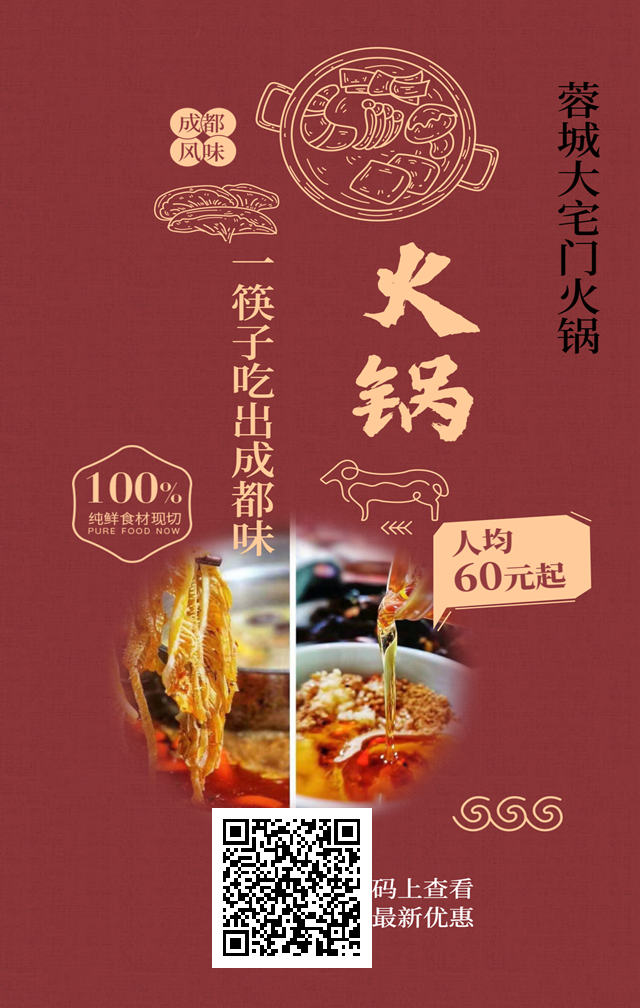 蓉城大宅门火锅
成都
风味
火锅
一筷子吃出成都味
100%
纯鲜食材现切
PURE FOOD NOW
人均
60元起
码上查看
最新优惠